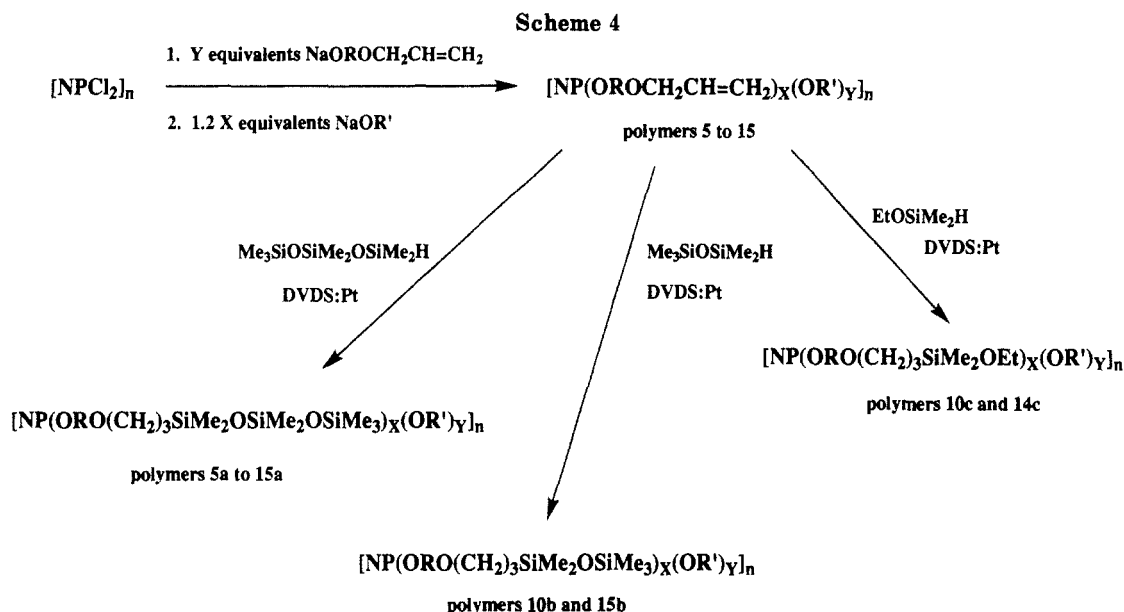 Scheme 4
1. Y equivalents NaOROCH₂CH=CH₂
[NPCl₂]ₙ
[NP(OROCH₂CH=CH₂)X(OR')Y]ₙ
2. 1.2 X equivalents NaOR'
polymers 5 to 15
EtOSiMe₂H
DVDS:Pt
Me₃SiOSiMe₂OSiMe₂H
DVDS:Pt
Me₃SiOSiMe₂H
DVDS:Pt
[NP(ORO(CH₂)₃SiMe₂OEt)X(OR')Y]ₙ
polymers 10c and 14c
[NP(ORO(CH₂)₃SiMe₂OSiMe₂OSiMe₃)X(OR')Y]ₙ
polymers 5a to 15a
[NP(ORO(CH₂)₃SiMe₂OSiMe₃)X(OR')Y]ₙ
polymers 10b and 15b